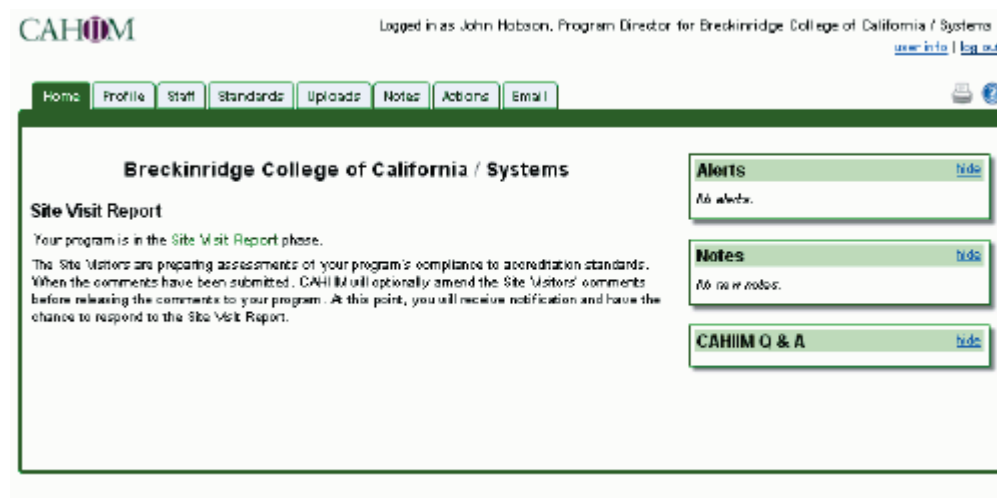 CAHIIM
Logged in as John Hobson, Program Director for Breckinridge College of California / Systems
user info | log out
Home Profile Staff Standards Uploads Notes Actions Email
Breckinridge College of California / Systems
Site Visit Report
Your program is in the Site Visit Report phase.
The Site Visitors are preparing assessments of your program's compliance to accreditation standards.
When the comments have been submitted, CAHIIM will optionally amend the Site Visitors' comments
before releasing the comments to your program. At this point, you will receive notification and have the
chance to respond to the Site Visit Report.
Alerts hide
No alerts.
Notes hide
No new notes.
CAHIIM Q & A hide